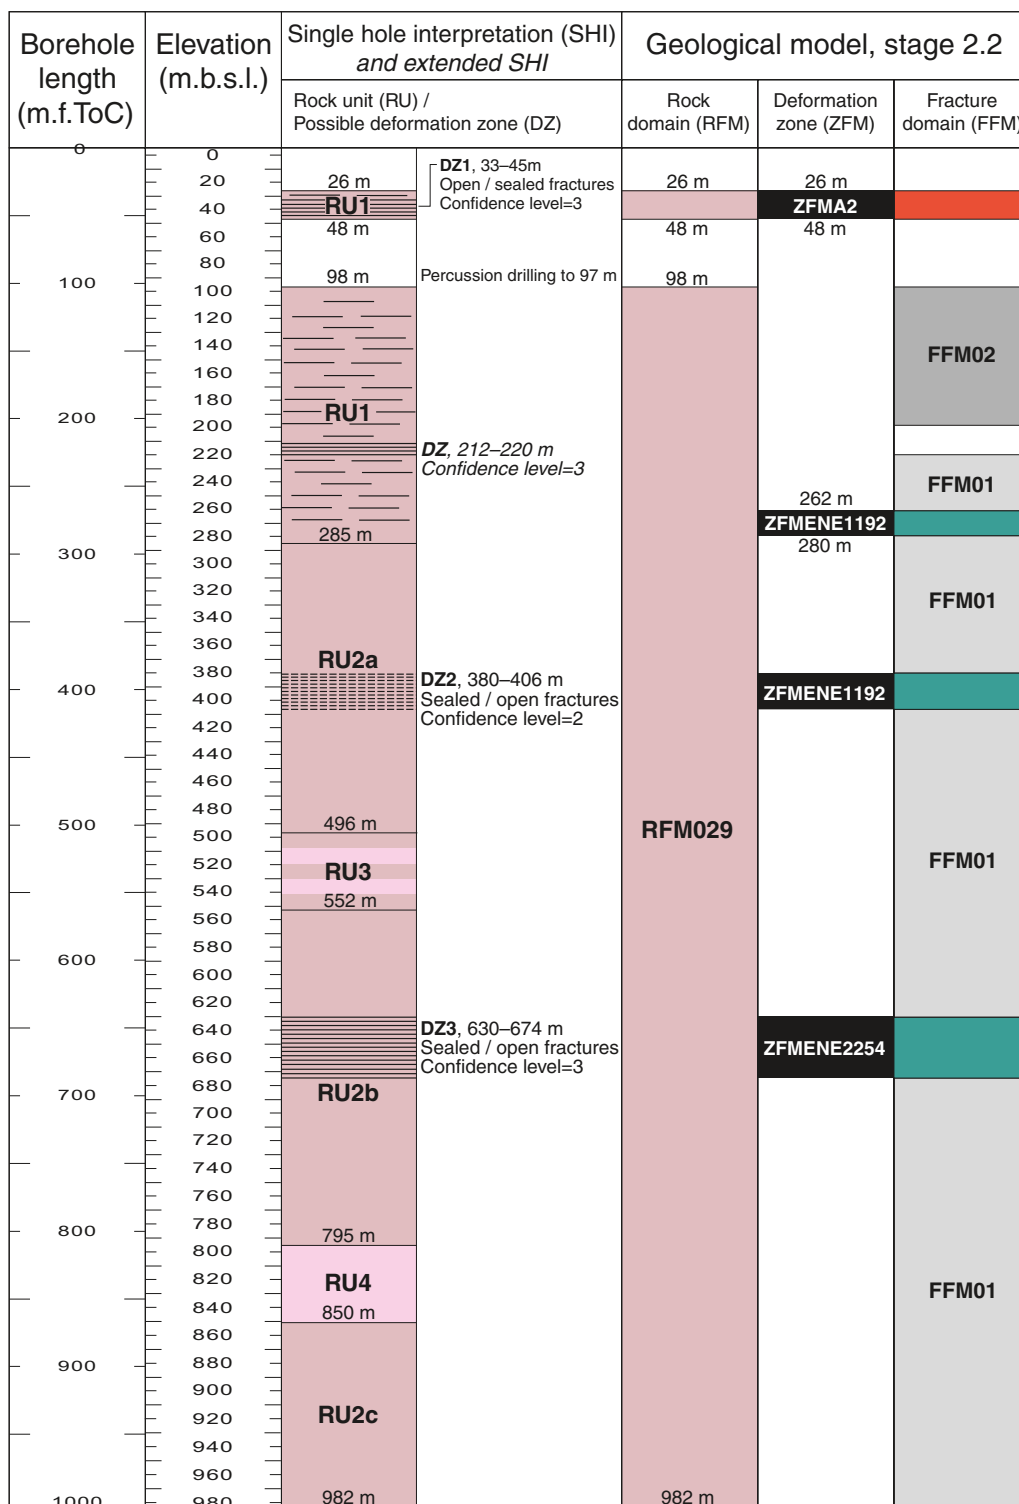 Borehole length (m.f.ToC)
Elevation (m.b.s.l.)
Single hole interpretation (SHI)
and extended SHI
Geological model, stage 2.2
Rock unit (RU) /
Possible deformation zone (DZ)
Rock
domain (RFM)
Deformation
zone (ZFM)
Fracture
domain (FFM)
0
100
200
300
400
500
600
700
800
900
1000
0
20
40
60
80
100
120
140
160
180
200
220
240
260
280
300
320
340
360
380
400
420
440
460
480
500
520
540
560
580
600
620
640
660
680
700
720
740
760
780
800
820
840
860
880
900
920
940
960
980
26 m
RU1
48 m
98 m
RU1
285 m
RU2a
496 m
RU3
552 m
RU2b
795 m
RU4
850 m
RU2c
982 m
DZ1, 33–45m
Open / sealed fractures
Confidence level=3
Percussion drilling to 97 m
DZ, 212–220 m
Confidence level=3
DZ2, 380–406 m
Sealed / open fractures
Confidence level=2
DZ3, 630–674 m
Sealed / open fractures
Confidence level=3
26 m
48 m
98 m
RFM029
982 m
26 m
ZFMA2
48 m
262 m
ZFMENE1192
280 m
ZFMENE1192
ZFMENE2254
FFM02
FFM01
FFM01
FFM01
FFM01